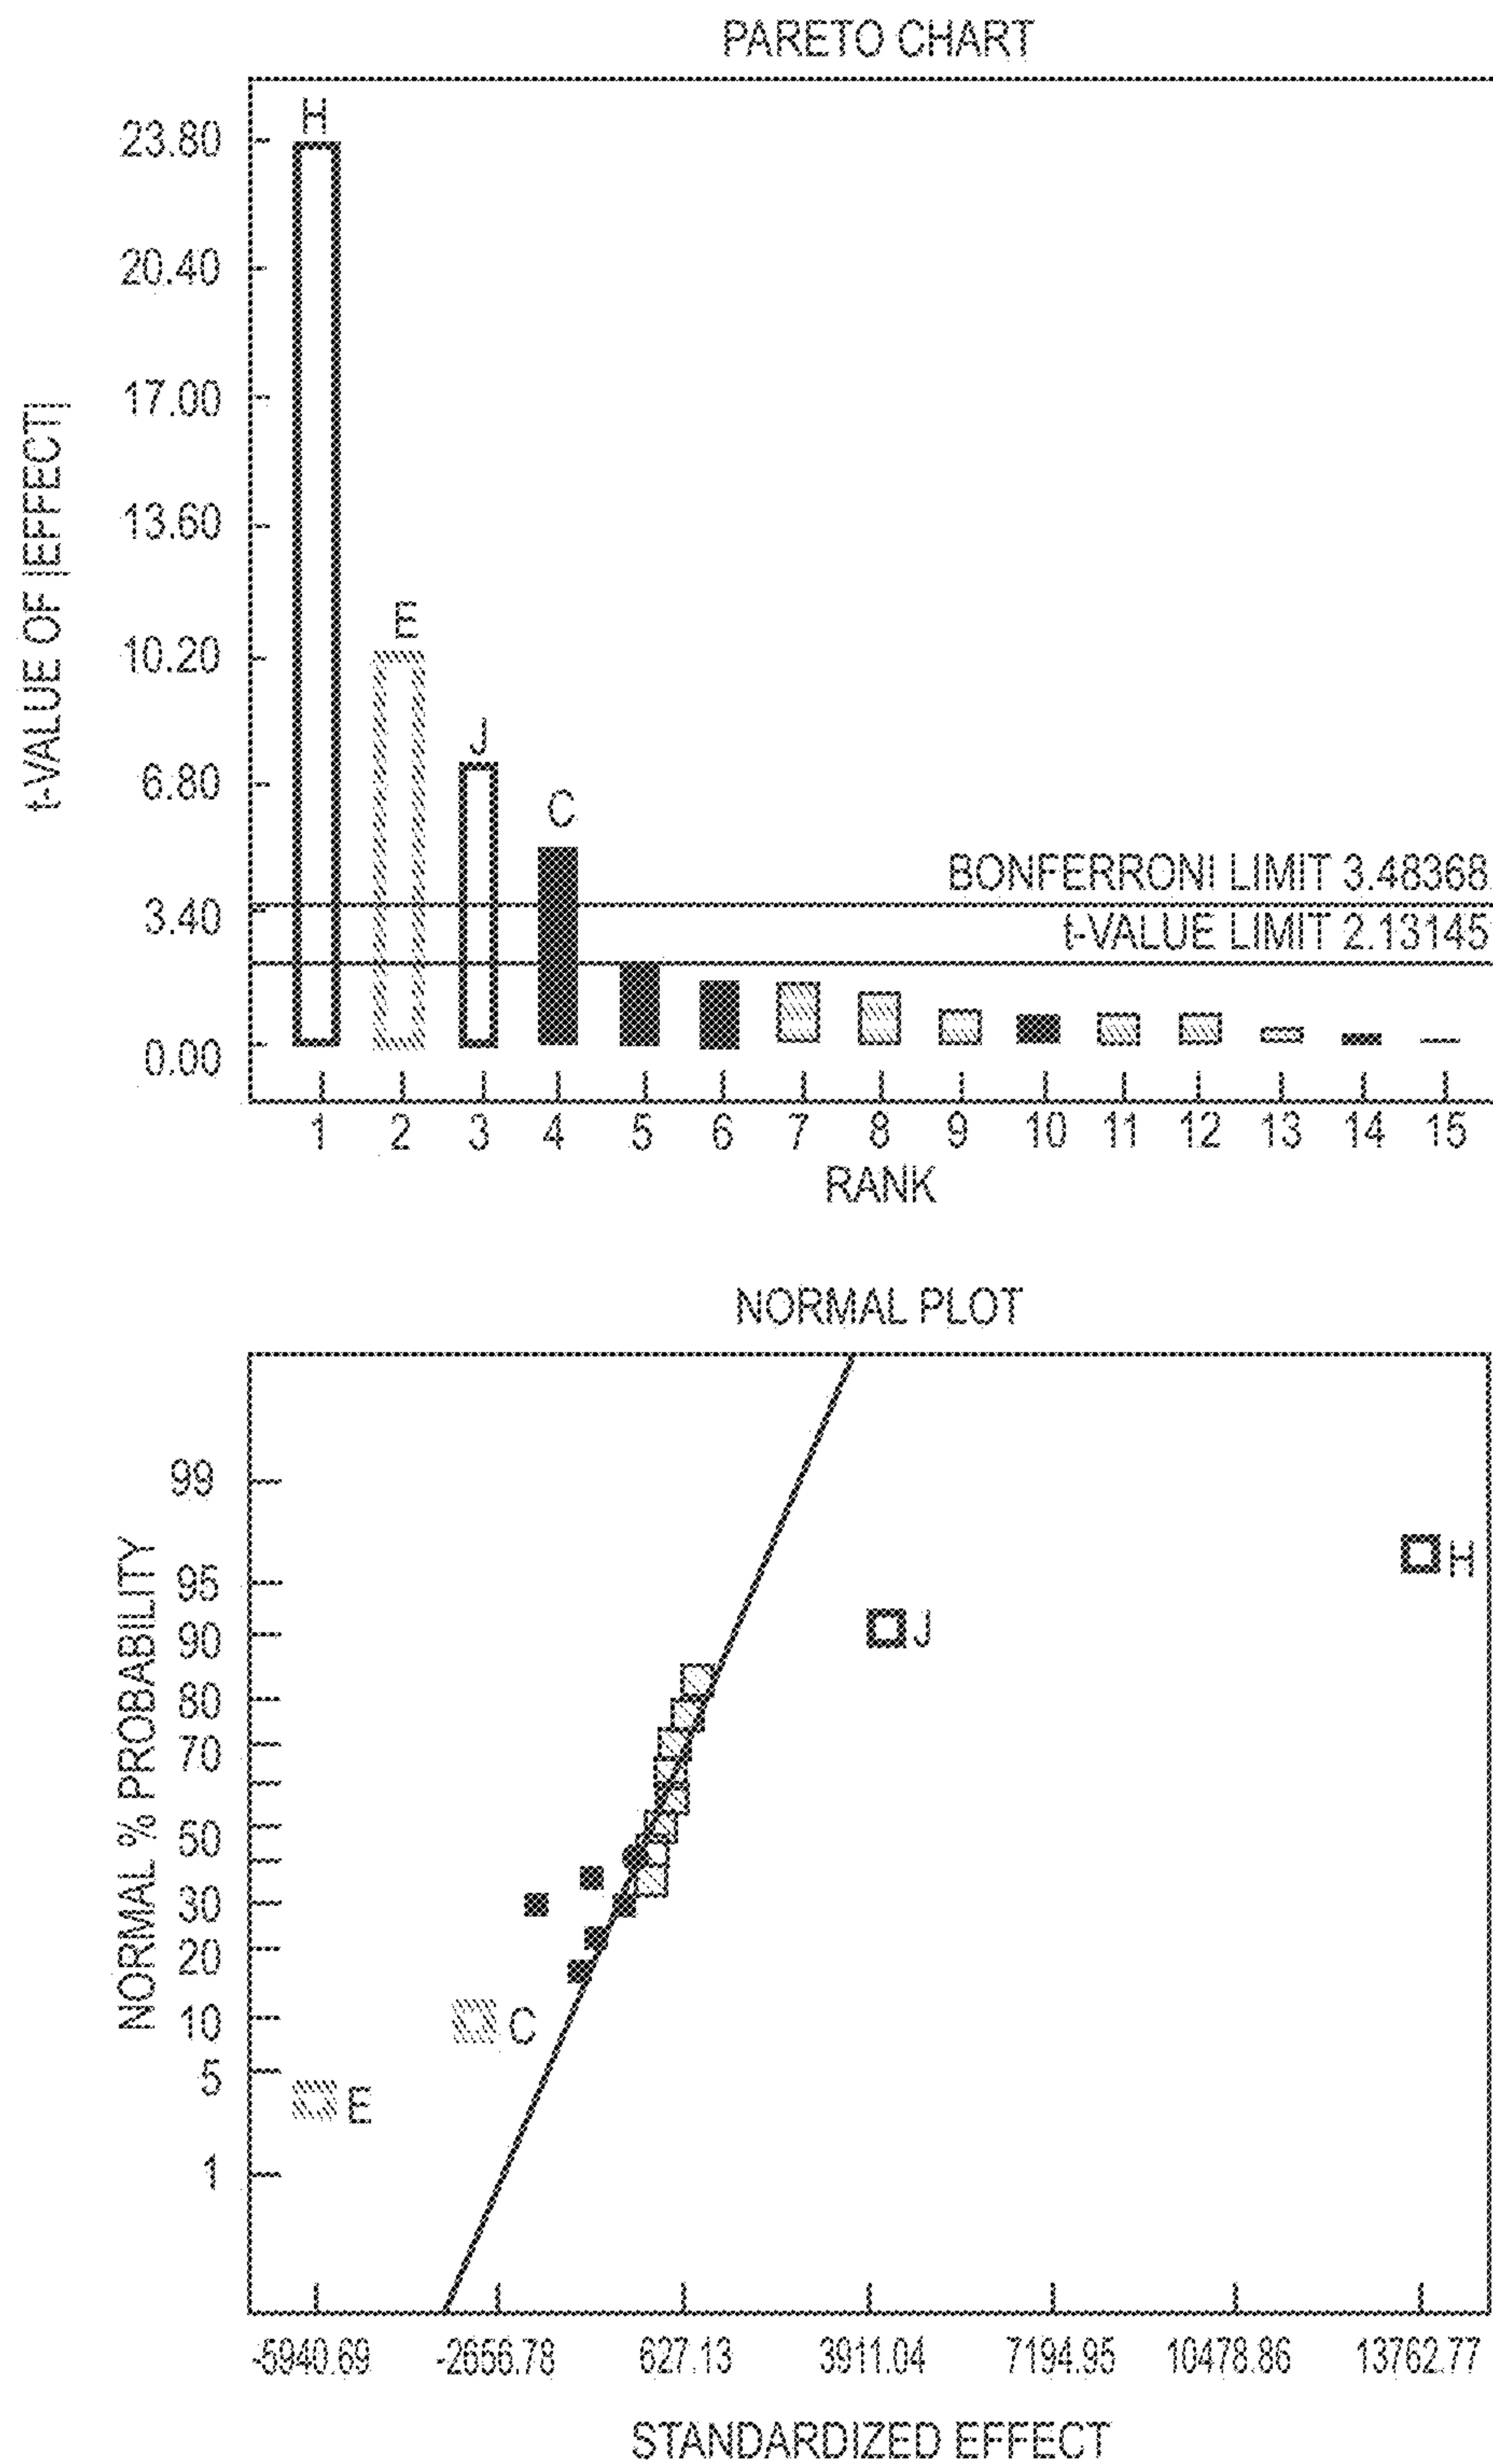 PARETO CHART
t-VALUE OF |EFFECT|
23.80
20.40
17.00
13.60
10.20
6.80
3.40
0.00
H
E
J
C
BONFERRONI LIMIT 3.48368
t-VALUE LIMIT 2.13145
1 2 3 4 5 6 7 8 9 10 11 12 13 14 15
RANK
NORMAL PLOT
NORMAL % PROBABILITY
99
95
90
80
70
50
30
20
10
5
1
H
J
C
E
-5940.69 -2656.78 627.13 3911.04 7194.95 10478.86 13762.77
STANDARDIZED EFFECT